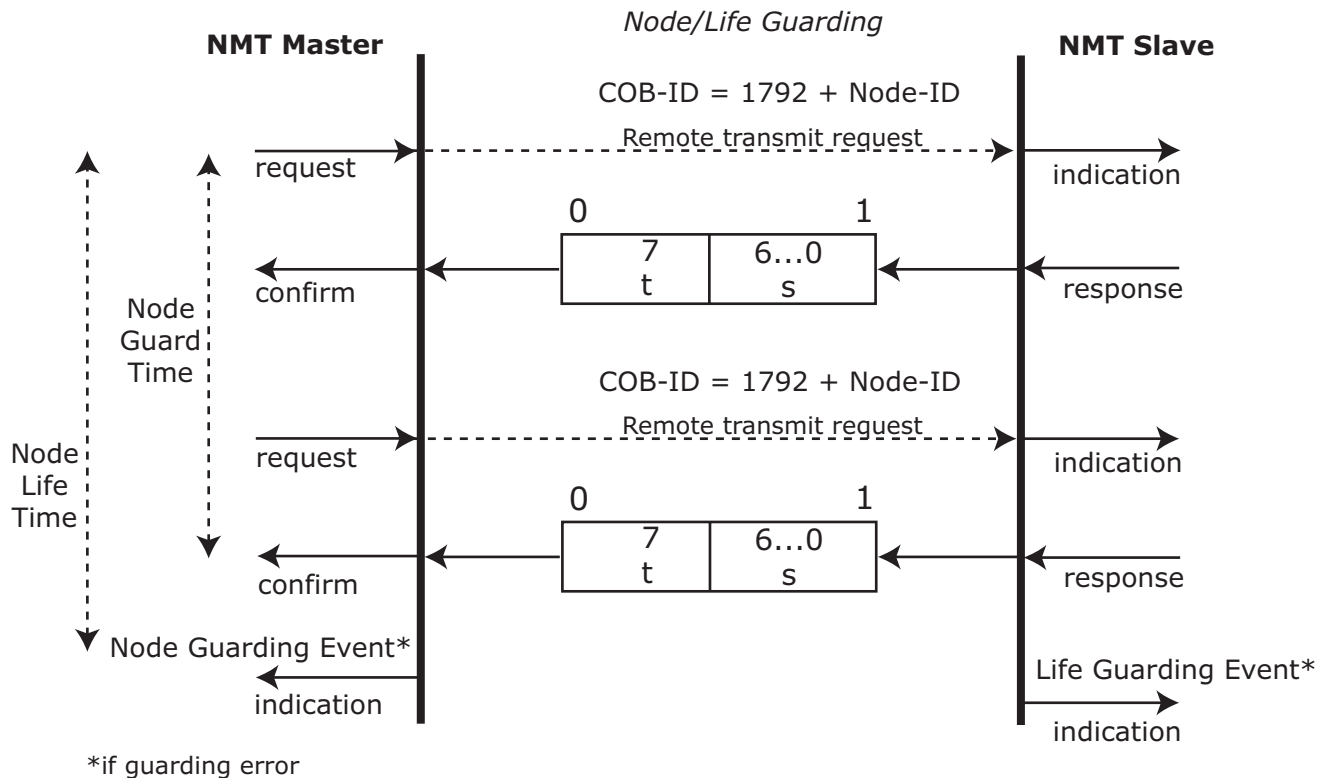 Node/Life Guarding
NMT Master
NMT Slave
COB-ID = 1792 + Node-ID
Remote transmit request
request
indication
0 1
7 6...0
t s
confirm
response
Node
Guard
Time
COB-ID = 1792 + Node-ID
Remote transmit request
request
indication
Node
Life
Time
0 1
7 6...0
t s
confirm
response
Node Guarding Event*
indication
Life Guarding Event*
indication
*if guarding error